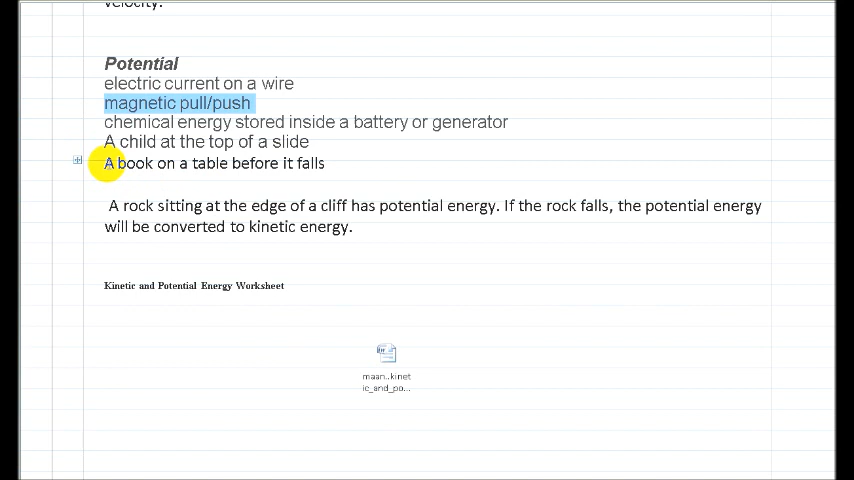 velocity.
Potential
electric current on a wire
magnetic pull/push
chemical energy stored inside a battery or generator
A child at the top of a slide
A book on a table before it falls
A rock sitting at the edge of a cliff has potential energy. If the rock falls, the potential energy
will be converted to kinetic energy.
Kinetic and Potential Energy Worksheet
maan..kinet
ic_and_po...